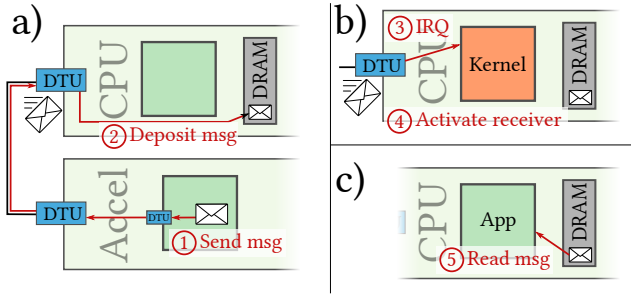 a)
DTU
CPU
DRAM
2 Deposit msg
DTU
Accel
DTU
1 Send msg
b)
3 IRQ
DTU
CPU
Kernel
DRAM
4 Activate receiver
c)
CPU
App
DRAM
5 Read msg